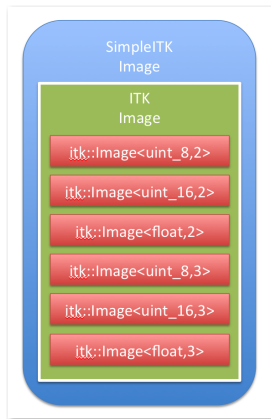 SimpleITK
Image
ITK
Image
itk::Image<uint_8,2>
itk::Image<uint_16,2>
itk::Image<float,2>
itk::Image<uint_8,3>
itk::Image<uint_16,3>
itk::Image<float,3>